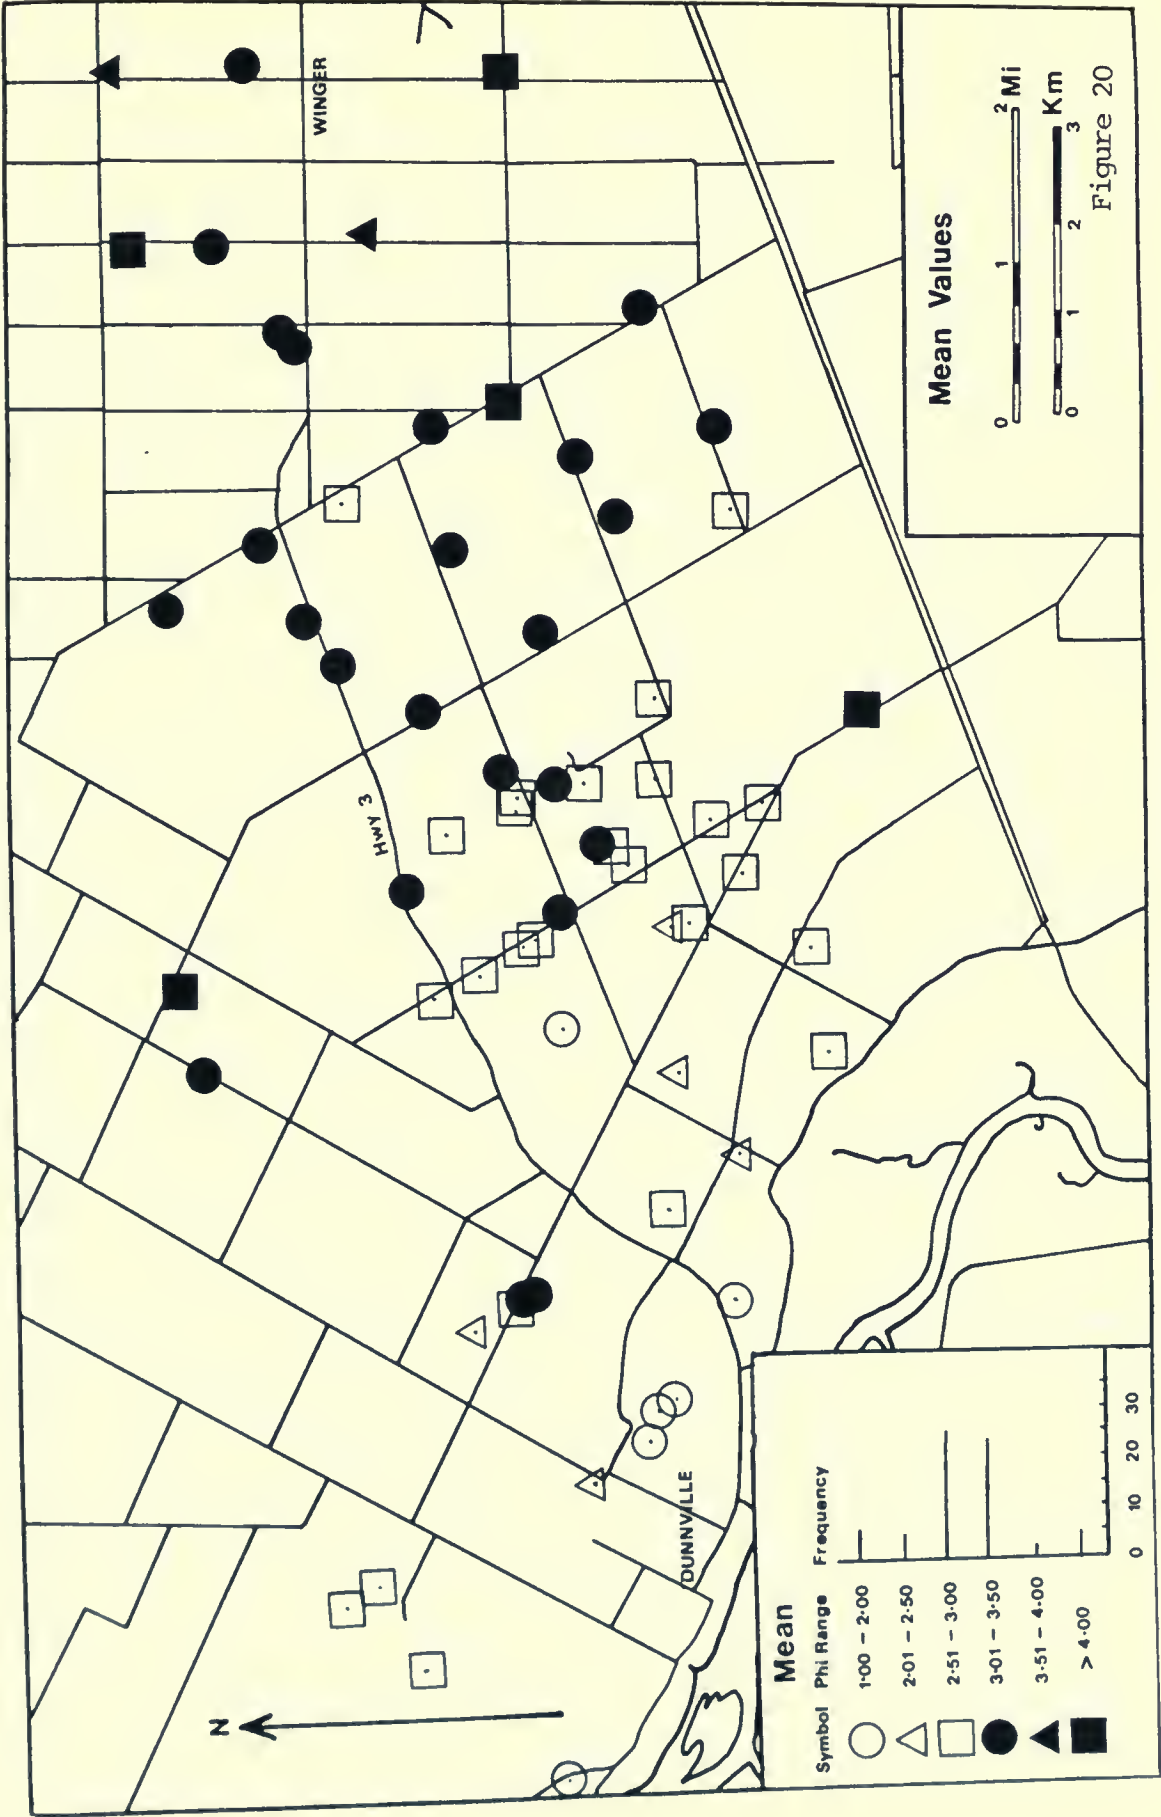 WINGER
HWY 3
DUNNVILLE
N
Mean
Symbol Phi Range Frequency
1·00 – 2·00
2·01 – 2·50
2·51 – 3·00
3·01 – 3·50
3·51 – 4·00
> 4·00
0 10 20 30
Mean Values
0 1 2 Mi
0 1 2 3 Km
Figure 20